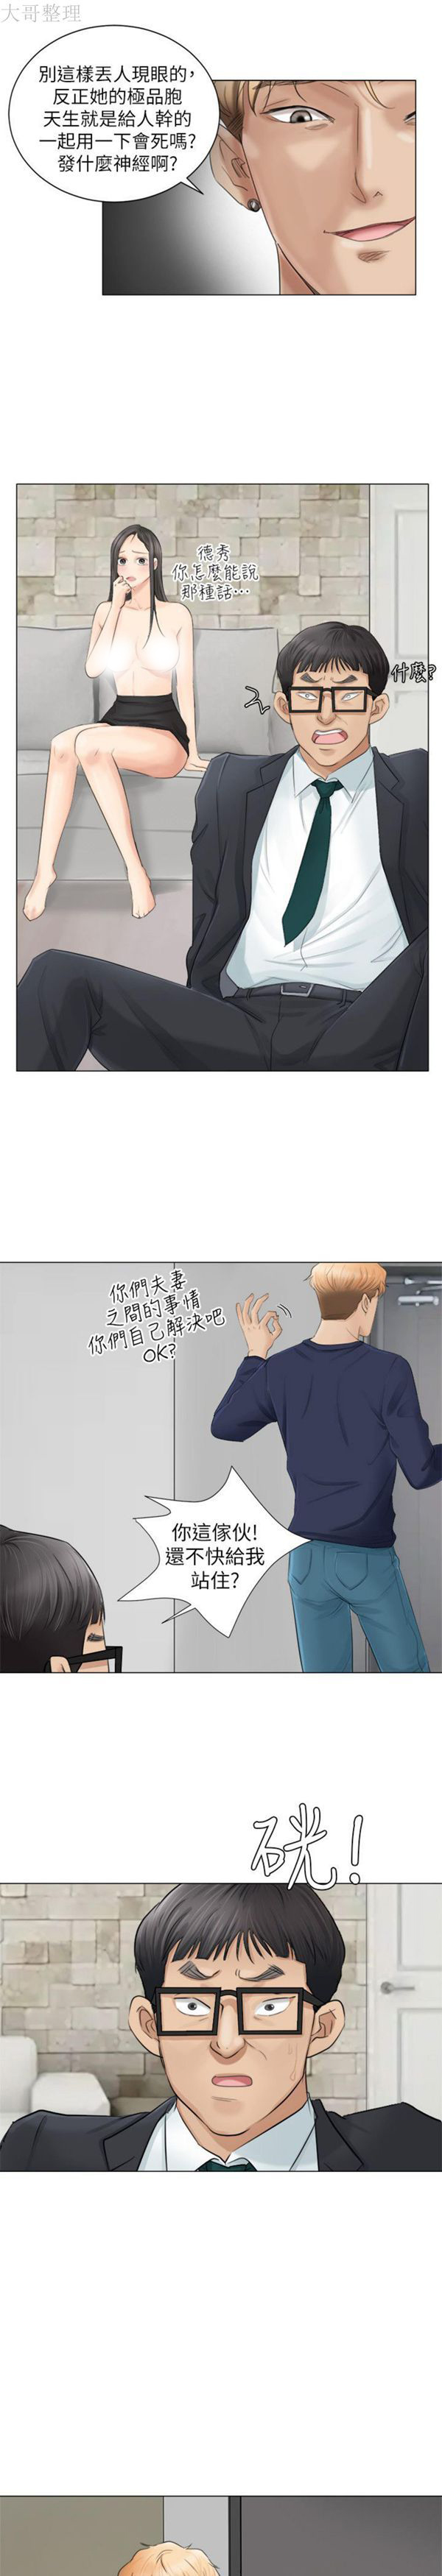 大哥整理
別這樣丟人現眼的，
反正她的極品胞
天生就是給人幹的
一起用一下會死嗎?
發什麼神經啊?
德秀
你怎麼能說
那種話…
什麼?
你們夫妻
之間的事情
你們自己解決吧
OK?
你這傢伙!
還不快給我
站住?
硄!